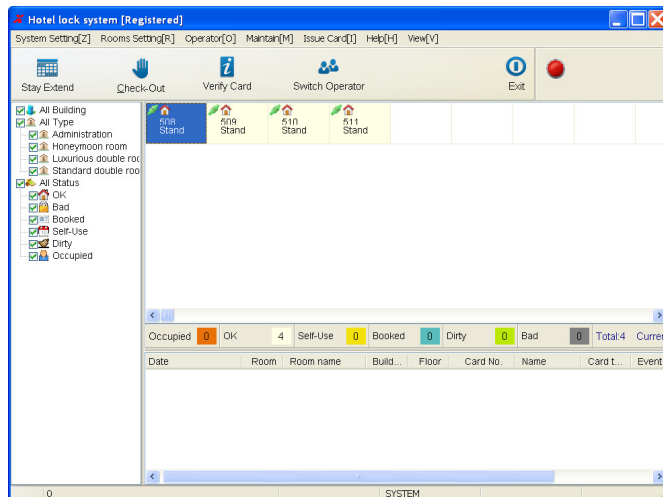 Hotel lock system [Registered]
System Setting[Z] Rooms Setting[R] Operator[O] Maintain[M] Issue Card[I] Help[H] View[V]
Stay Extend Check-Out Verify Card Switch Operator Exit
All Building
All Type
Administration
Honeymoon room
Luxurious double roo
Standard double roo
All Status
OK
Bad
Booked
Self-Use
Dirty
Occupied
508 509 510 511
Stand Stand Stand Stand
Occupied 0 OK 4 Self-Use 0 Booked 0 Dirty 0 Bad 0 Total:4 Curre
Date Room Room name Build... Floor Card No. Name Card t... Event
0 SYSTEM